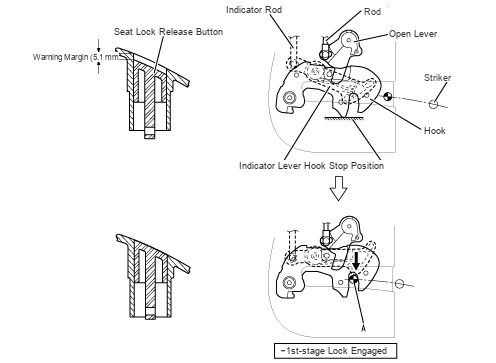 Indicator Rod
Rod
Seat Lock Release Button
Open Lever
Warning Margin (5.1 mm
Striker
Hook
Indicator Lever Hook Stop Position
A
-1st-stage Lock Engaged